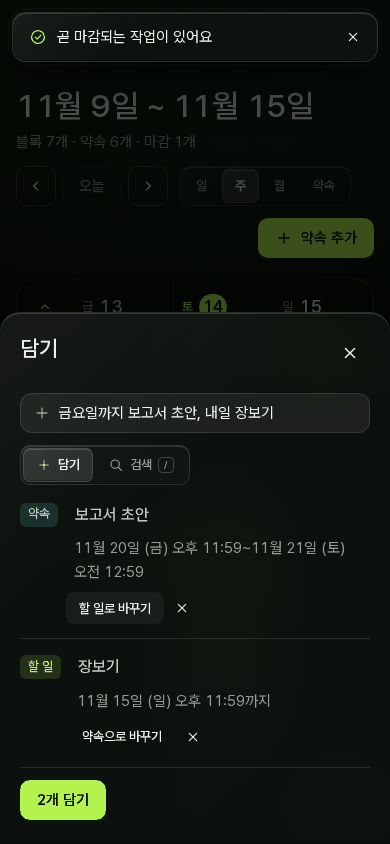 곧 마감되는 작업이 있어요
11월 9일 ~ 11월 15일
블록 7개 · 약속 6개 · 마감 1개
오늘
일 주 월 약속
약속 추가
금 13 토 14 일 15
담기
금요일까지 보고서 초안, 내일 장보기
담기 검색 /
약속 보고서 초안
11월 20일 (금) 오후 11:59~11월 21일 (토)
오전 12:59
할 일로 바꾸기
할 일 장보기
11월 15일 (일) 오후 11:59까지
약속으로 바꾸기
2개 담기